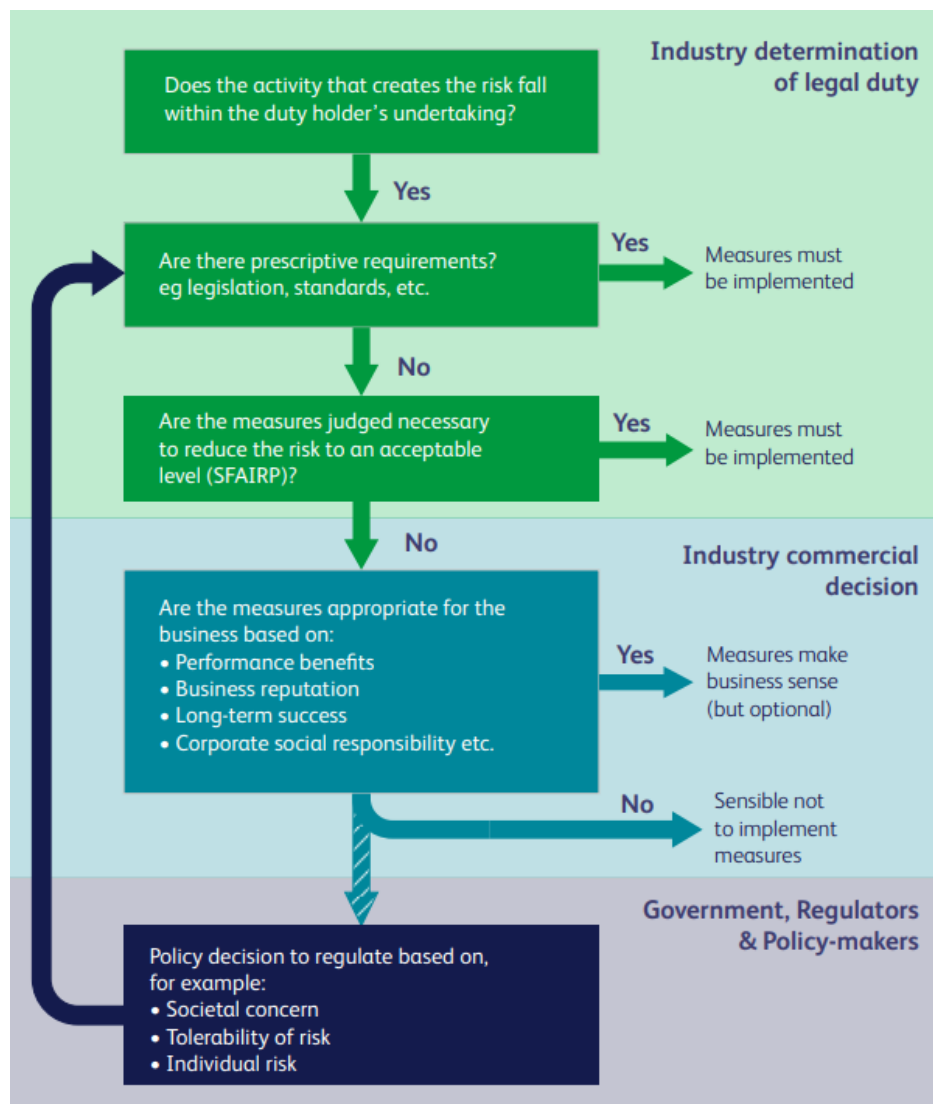 Industry determination
of legal duty
Does the activity that creates the risk fall
within the duty holder's undertaking?
Yes
Are there prescriptive requirements?
eg legislation, standards, etc.
Yes
Measures must
be implemented
No
Are the measures judged necessary
to reduce the risk to an acceptable
level (SFAIRP)?
Yes
Measures must
be implemented
No
Industry commercial
decision
Are the measures appropriate for the
business based on:
• Performance benefits
• Business reputation
• Long-term success
• Corporate social responsibility etc.
Yes
Measures make
business sense
(but optional)
No
Sensible not
to implement
measures
Government, Regulators
& Policy-makers
Policy decision to regulate based on,
for example:
• Societal concern
• Tolerability of risk
• Individual risk